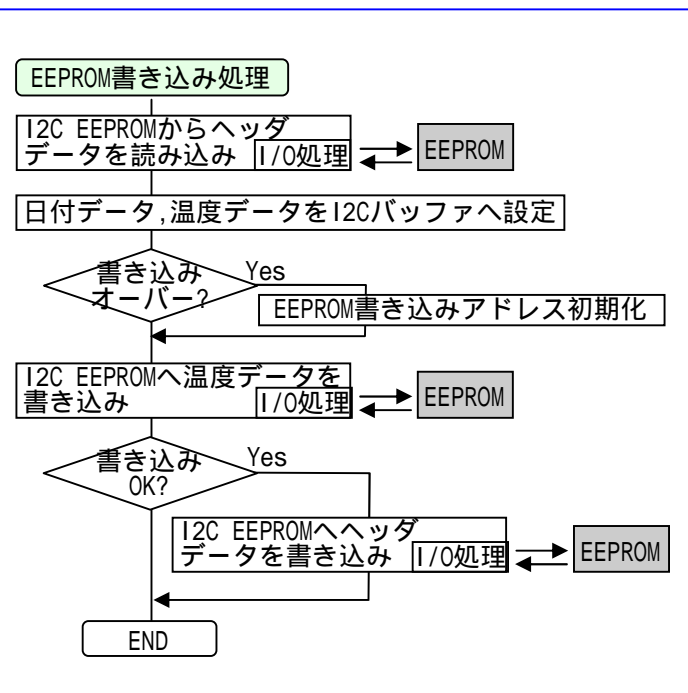 EEPROM書き込み処理
I2C EEPROMからヘッダ
データを読み込み I/O処理
EEPROM
日付データ,温度データをI2Cバッファへ設定
書き込み
オーバー?
Yes
EEPROM書き込みアドレス初期化
I2C EEPROMへ温度データを
書き込み I/O処理
EEPROM
書き込み
OK?
Yes
I2C EEPROMへヘッダ
データを書き込み I/O処理
EEPROM
END